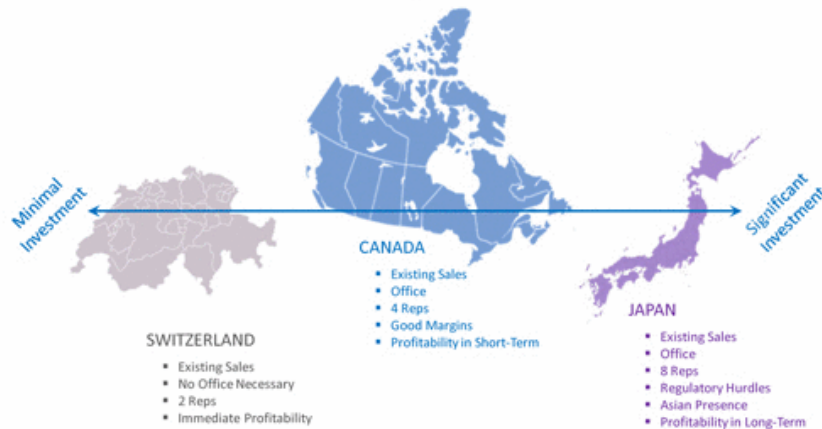 Minimal
Investment
Significant
Investment
SWITZERLAND
▪ Existing Sales
▪ No Office Necessary
▪ 2 Reps
▪ Immediate Profitability
CANADA
▪ Existing Sales
▪ Office
▪ 4 Reps
▪ Good Margins
▪ Profitability in Short-Term
JAPAN
▪ Existing Sales
▪ Office
▪ 8 Reps
▪ Regulatory Hurdles
▪ Asian Presence
▪ Profitability in Long-Term